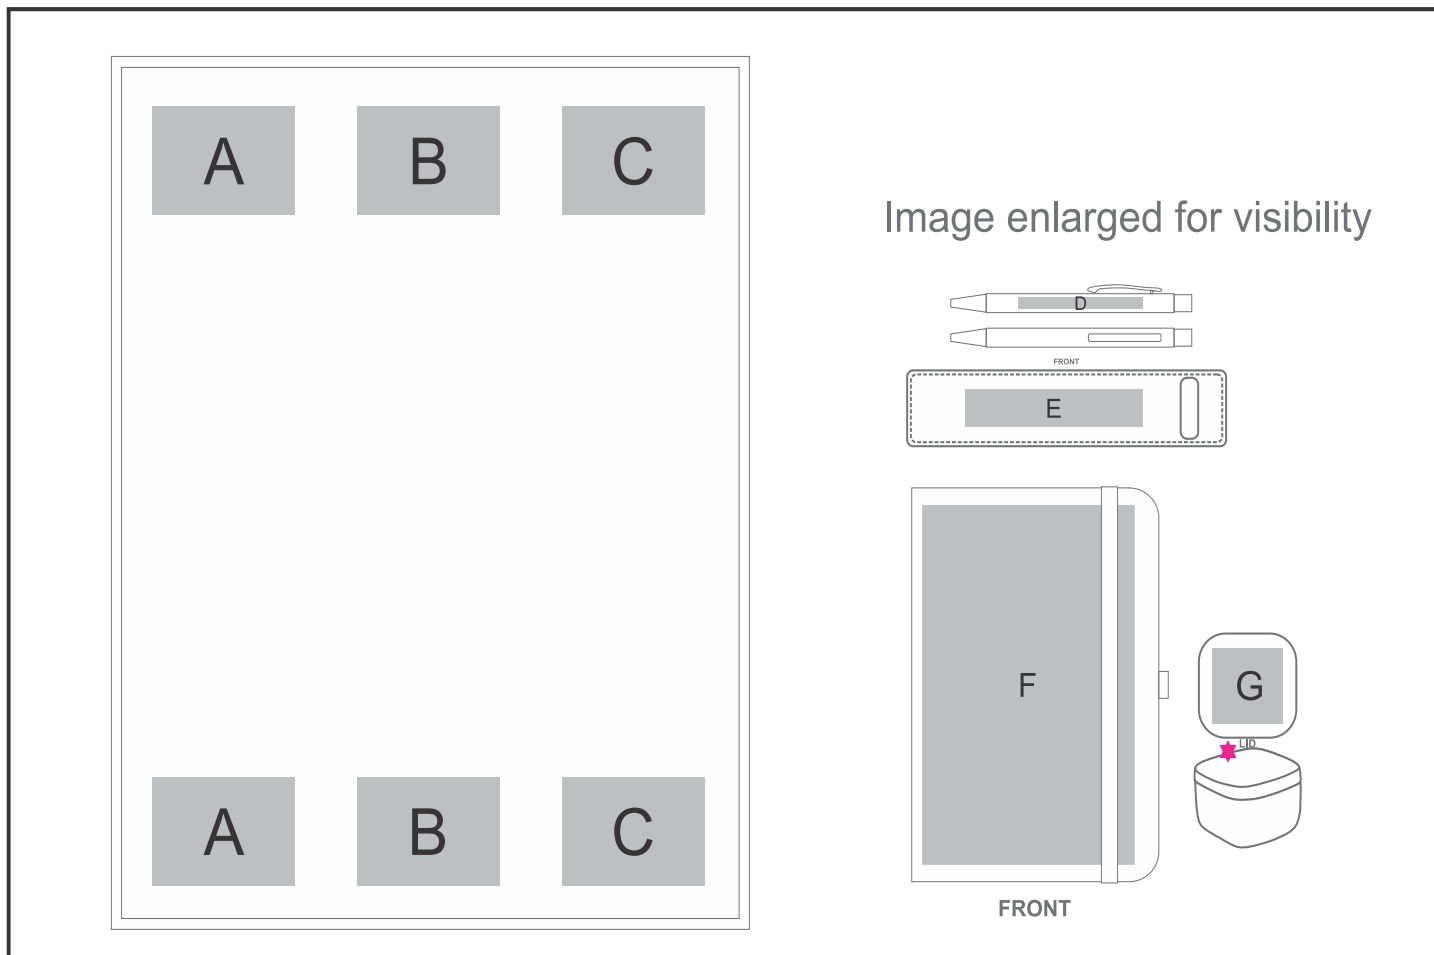 A B C
Image enlarged for visibility
D
FRONT
E
F
G
LID
A B C
FRONT